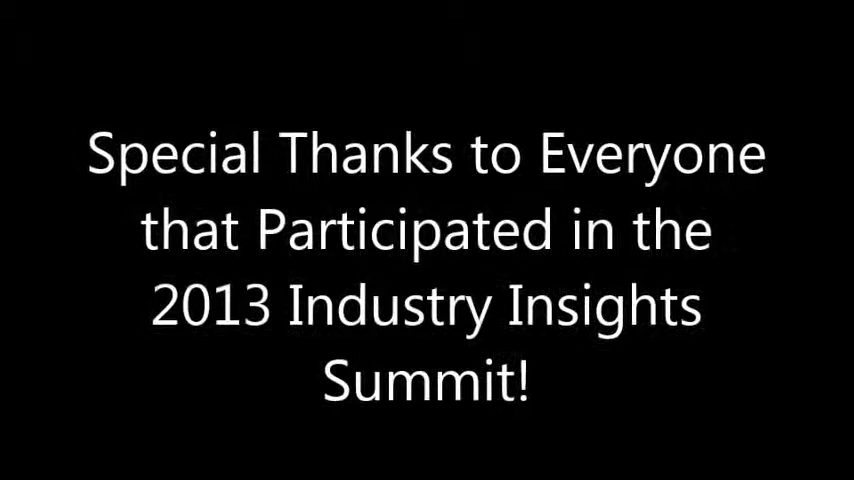 Special Thanks to Everyone
that Participated in the
2013 Industry Insights
Summit!